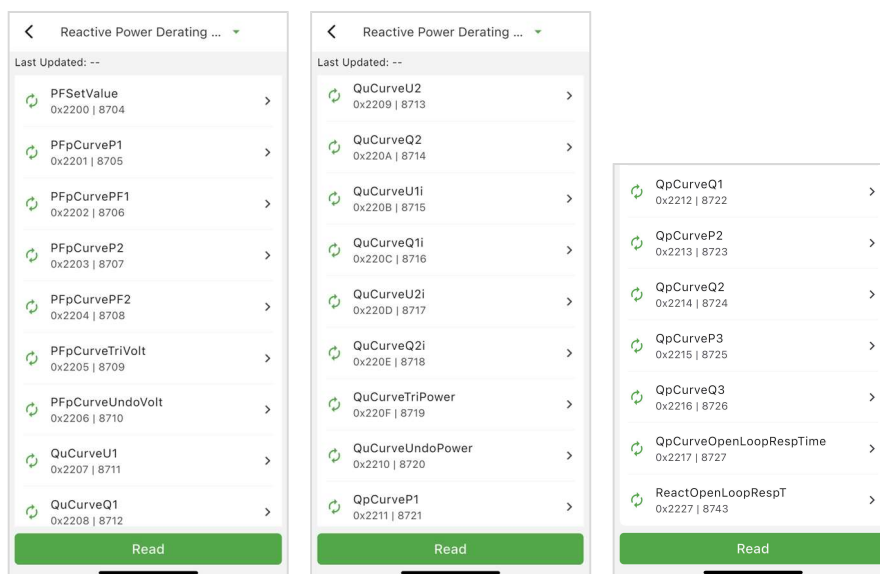 Reactive Power Derating ...
Last Updated: --
PFSetValue
0x2200 | 8704
PFpCurveP1
0x2201 | 8705
PFpCurvePF1
0x2202 | 8706
PFpCurveP2
0x2203 | 8707
PFpCurvePF2
0x2204 | 8708
PFpCurveTriVolt
0x2205 | 8709
PFpCurveUndoVolt
0x2206 | 8710
QuCurveU1
0x2207 | 8711
QuCurveQ1
0x2208 | 8712
Read
Reactive Power Derating ...
Last Updated: --
QuCurveU2
0x2209 | 8713
QuCurveQ2
0x220A | 8714
QuCurveU1i
0x220B | 8715
QuCurveQ1i
0x220C | 8716
QuCurveU2i
0x220D | 8717
QuCurveQ2i
0x220E | 8718
QuCurveTriPower
0x220F | 8719
QuCurveUndoPower
0x2210 | 8720
QpCurveP1
0x2211 | 8721
Read
QpCurveQ1
0x2212 | 8722
QpCurveP2
0x2213 | 8723
QpCurveQ2
0x2214 | 8724
QpCurveP3
0x2215 | 8725
QpCurveQ3
0x2216 | 8726
QpCurveOpenLoopRespTime
0x2217 | 8727
ReactOpenLoopRespT
0x2227 | 8743
Read